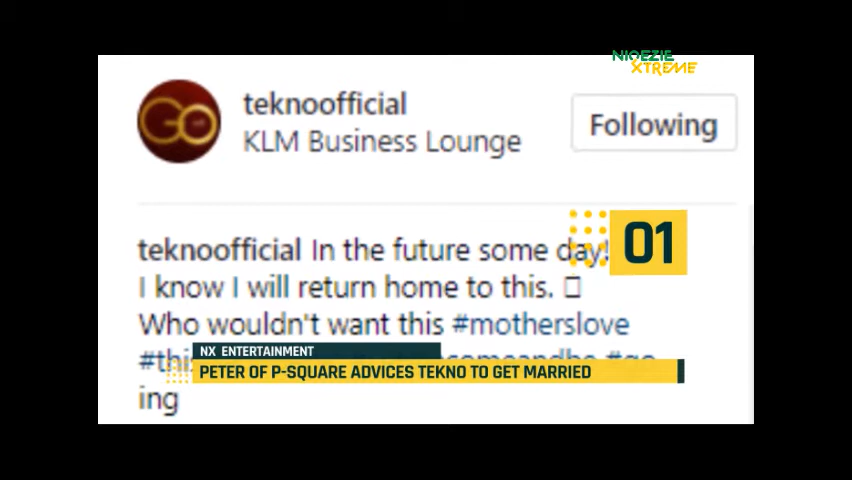 NIGEZIE
XTREME
GO
teknoofficial
KLM Business Lounge
Following
teknoofficial In the future some day!
01
I know I will return home to this.
Who wouldn't want this #motherslove
NX ENTERTAINMENT
PETER OF P-SQUARE ADVICES TEKNO TO GET MARRIED
ing